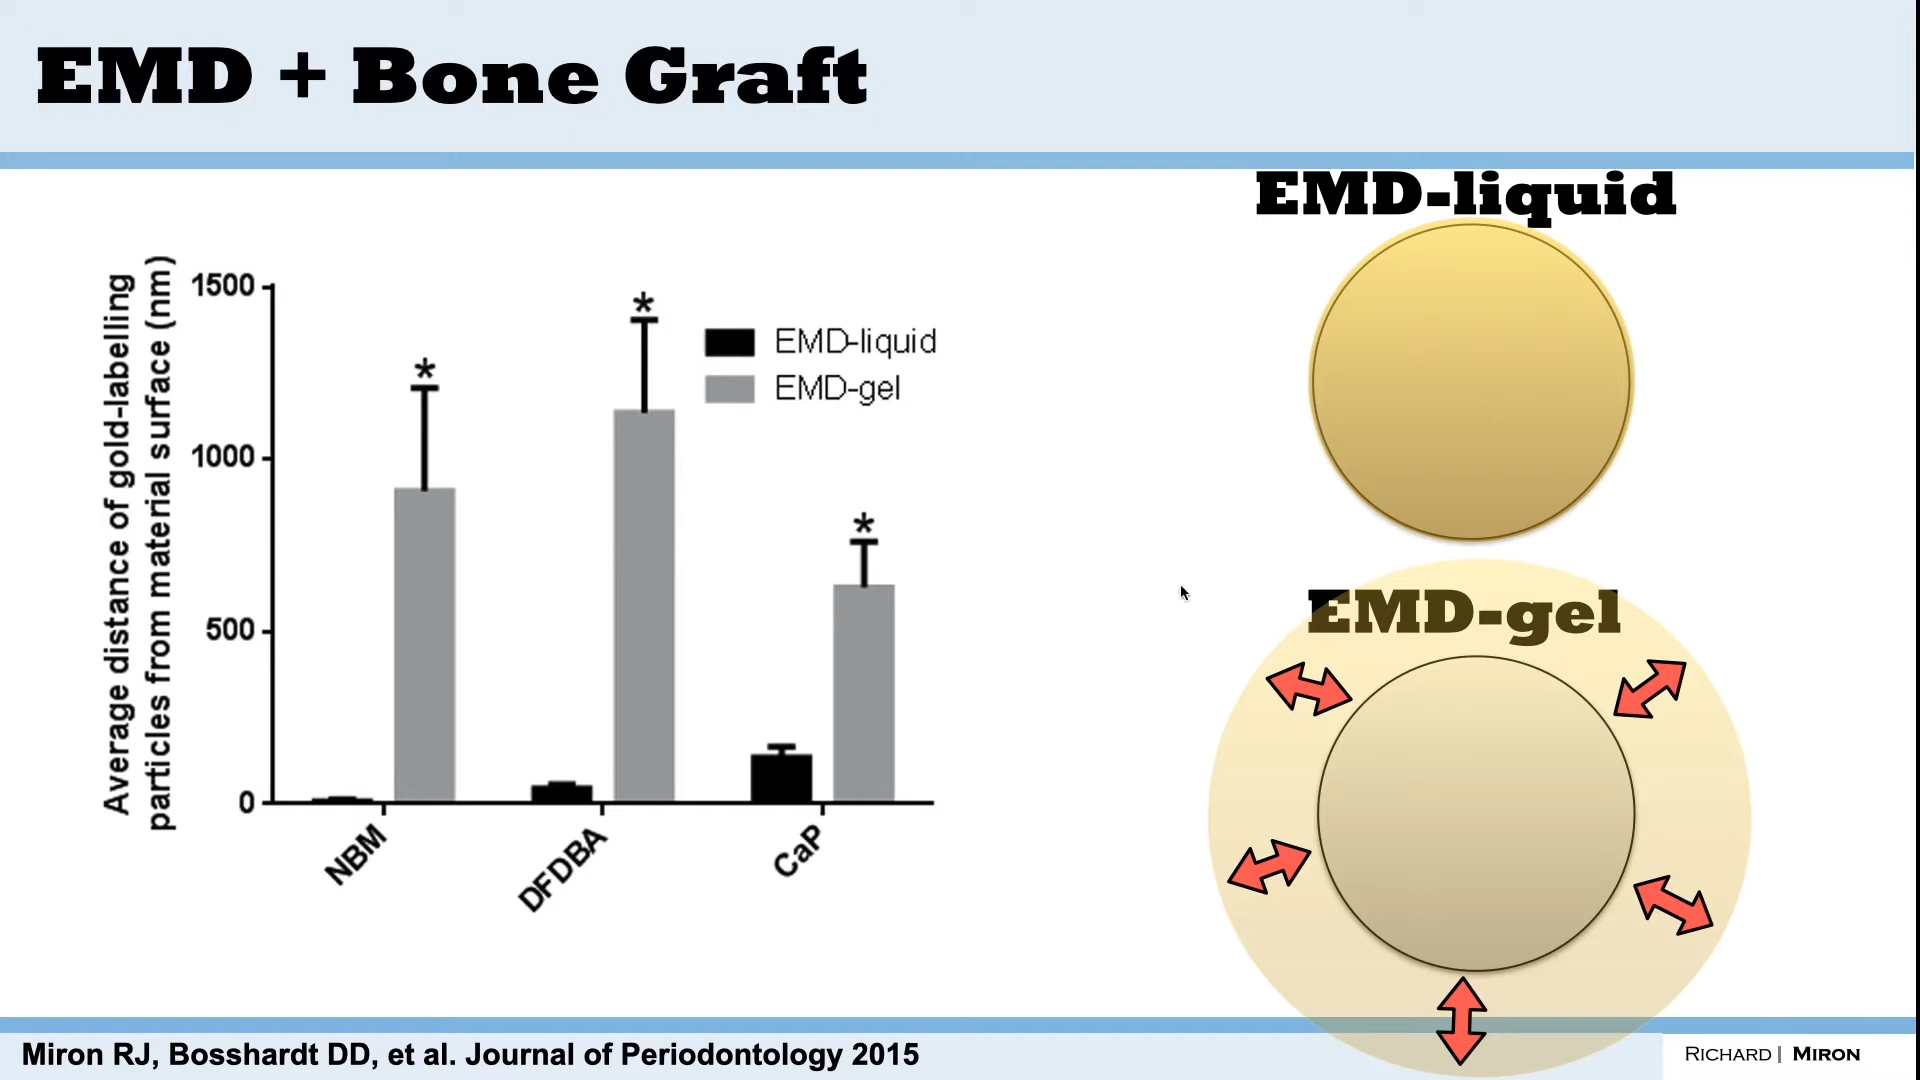 EMD + Bone Graft
Average distance of gold-labelling
particles from material surface (nm)
1500
1000
500
0
*
*
*
EMD-liquid
EMD-gel
NBM
DFDBA
CaP
EMD-liquid
EMD-gel
Miron RJ, Bosshardt DD, et al. Journal of Periodontology 2015
RICHARD | MIRON